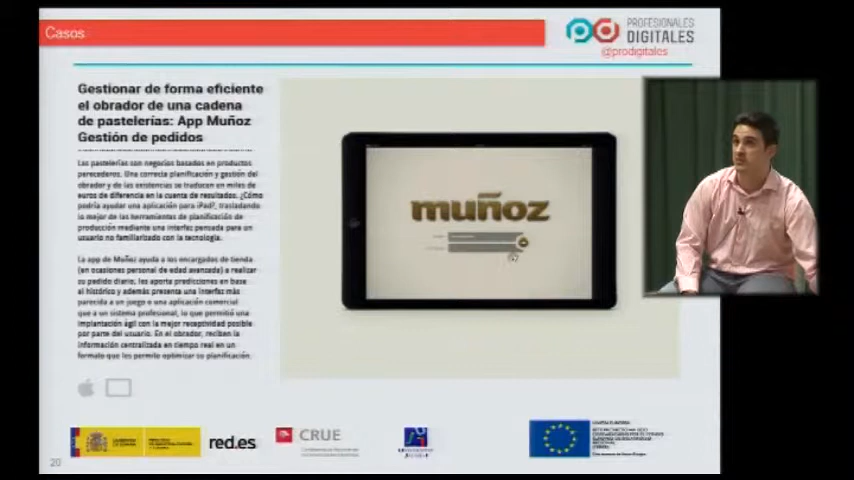 Casos
PROFESIONALES
DIGITALES
@prodigitales
Gestionar de forma eficiente
el obrador de una cadena
de pastelerías: App Muñoz
Gestión de pedidos
Las pastelerías son negocios basados en productos
perecederos. Una correcta planificación y gestión del
obrador y de las existencias se traducen en miles de
euros de diferencia en la cuenta de resultados. ¿Cómo
podría ayudar una aplicación para iPad?, trasladando
lo mejor de las herramientas de planificación de
producción mediante una interfaz pensada para un
usuario no familiarizado con la tecnología.
La app de Muñoz ayuda a los encargados de tienda
(en ocasiones personal de edad avanzada) a realizar
su pedido diario, les aporta predicciones en base
al histórico y además presenta una interfaz más
parecida a un juego o una aplicación comercial
que a un sistema profesional, lo que permitió una
implantación ágil con la mejor receptividad posible
por parte del usuario. En el obrador, reciben la
información centralizada en tiempo real en un
formato que les permite optimizar su planificación.
muñoz
red.es
CRUE
20